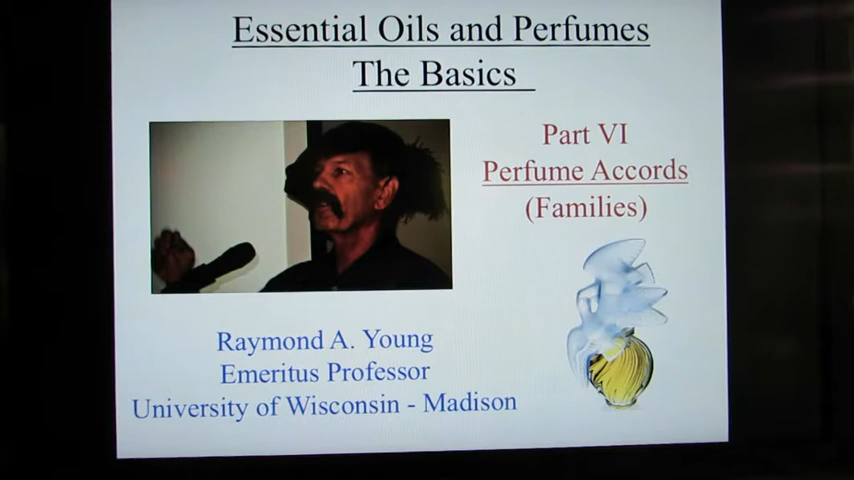 Essential Oils and Perfumes
The Basics
Part VI
Perfume Accords
(Families)
Raymond A. Young
Emeritus Professor
University of Wisconsin - Madison